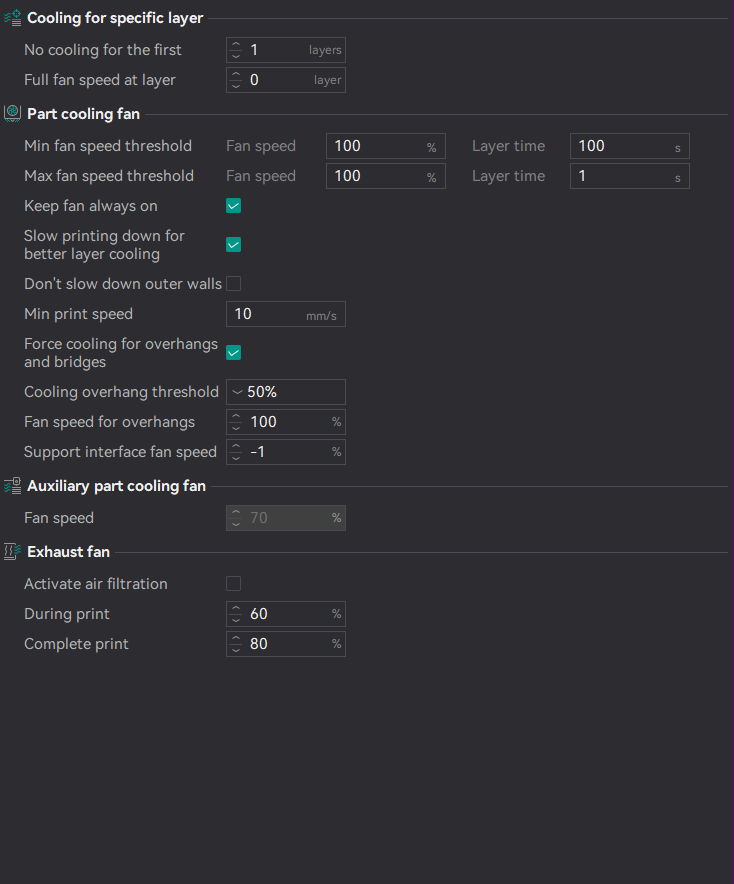 Cooling for specific layer
No cooling for the first 1 layers
Full fan speed at layer 0 layer
Part cooling fan
Min fan speed threshold Fan speed 100 % Layer time 100 s
Max fan speed threshold Fan speed 100 % Layer time 1 s
Keep fan always on
Slow printing down for
better layer cooling
Don't slow down outer walls
Min print speed 10 mm/s
Force cooling for overhangs
and bridges
Cooling overhang threshold 50%
Fan speed for overhangs 100 %
Support interface fan speed -1 %
Auxiliary part cooling fan
Fan speed 70 %
Exhaust fan
Activate air filtration
During print 60 %
Complete print 80 %